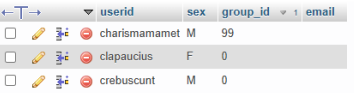 ←T→ userid sex group_id 1 email
charismamamet M 99
clapaucius F 0
crebuscunt M 0